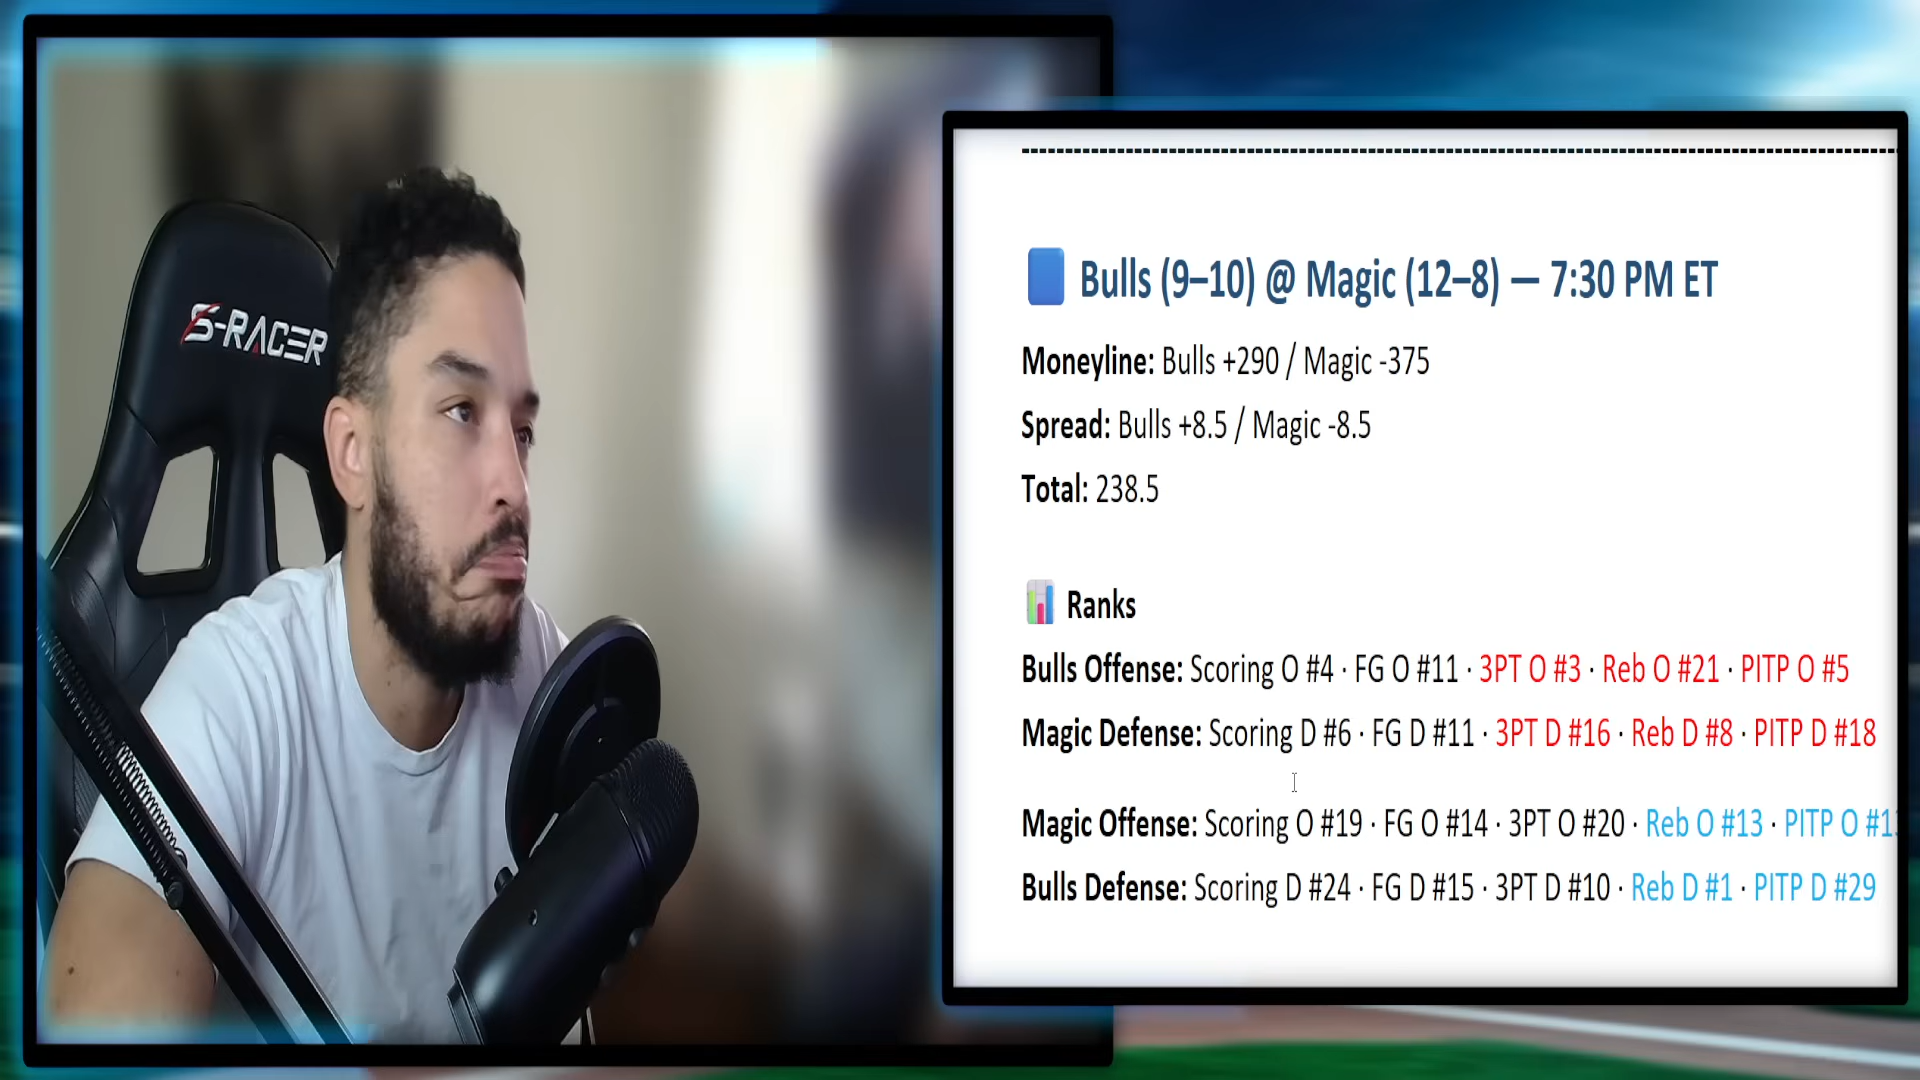 S-RACER
Bulls (9–10) @ Magic (12–8) — 7:30 PM ET
Moneyline: Bulls +290 / Magic -375
Spread: Bulls +8.5 / Magic -8.5
Total: 238.5
Ranks
Bulls Offense: Scoring O #4 · FG O #11 · 3PT O #3 · Reb O #21 · PITP O #5
Magic Defense: Scoring D #6 · FG D #11 · 3PT D #16 · Reb D #8 · PITP D #18
Magic Offense: Scoring O #19 · FG O #14 · 3PT O #20 · Reb O #13 · PITP O
Bulls Defense: Scoring D #24 · FG D #15 · 3PT D #10 · Reb D #1 · PITP D #29